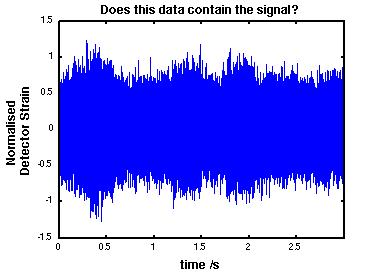 Does this data contain the signal?
1.5
1
0.5
0
-0.5
-1
-1.5
Normalised
Detector Strain
0 0.5 1 1.5 2 2.5
time /s